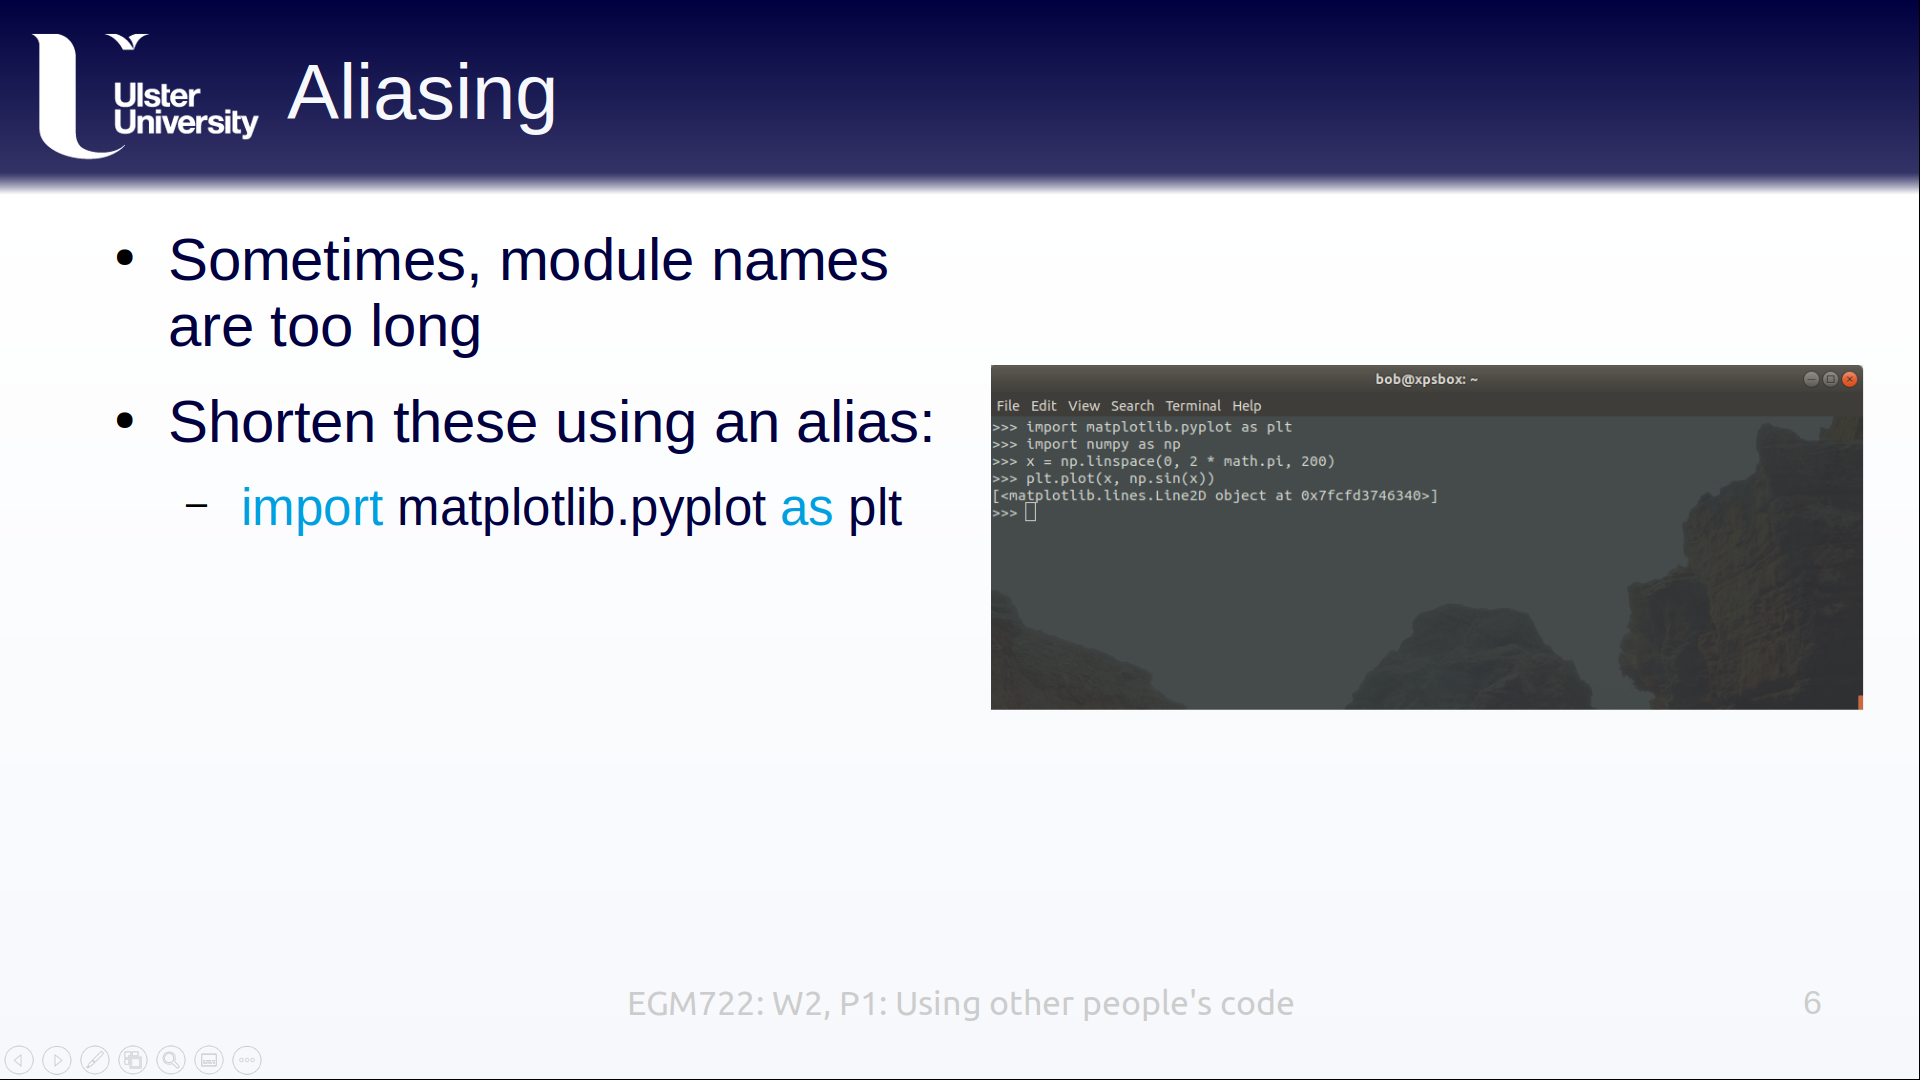 Ulster
University
Aliasing
• Sometimes, module names
are too long
• Shorten these using an alias:
– import matplotlib.pyplot as plt
bob@xpsbox: ~
File Edit View Search Terminal Help
>>> import matplotlib.pyplot as plt
>>> import numpy as np
>>> x = np.linspace(0, 2 * math.pi, 200)
>>> plt.plot(x, np.sin(x))
[<matplotlib.lines.Line2D object at 0x7fcfd3746340>]
>>>
EGM722: W2, P1: Using other people's code
6